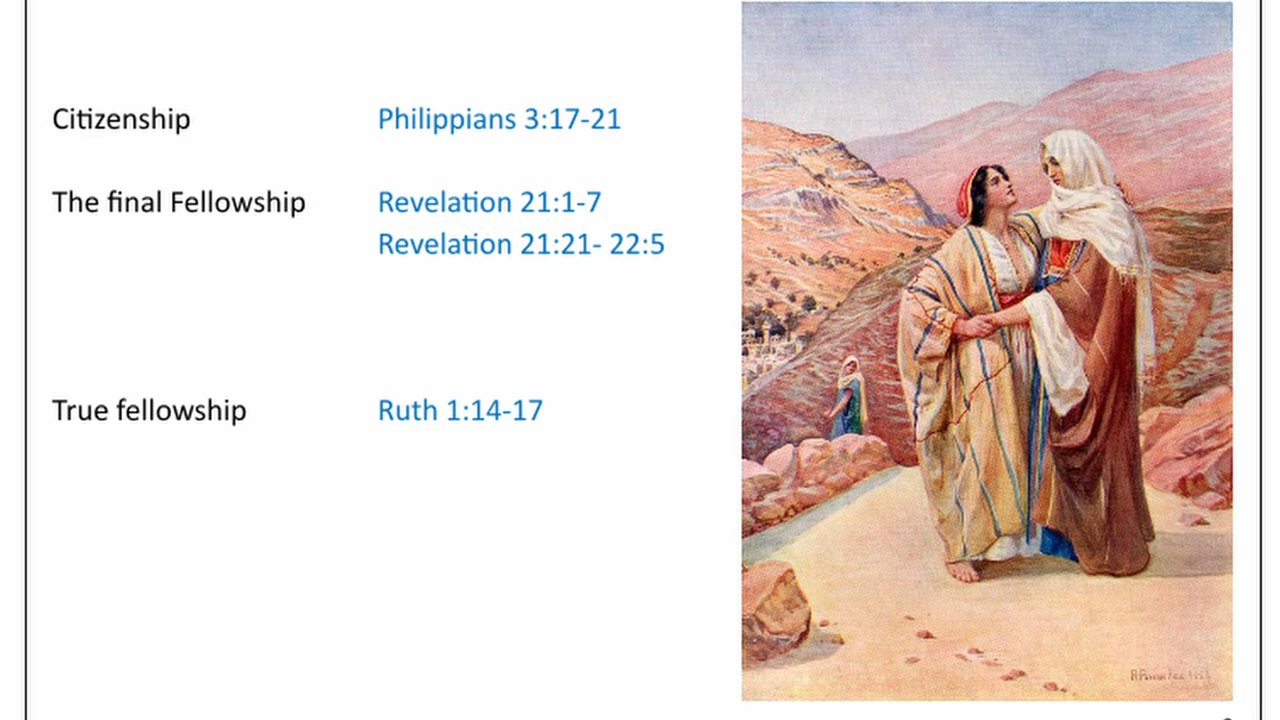 Citizenship Philippians 3:17-21
The final Fellowship Revelation 21:1-7
Revelation 21:21- 22:5
True fellowship Ruth 1:14-17